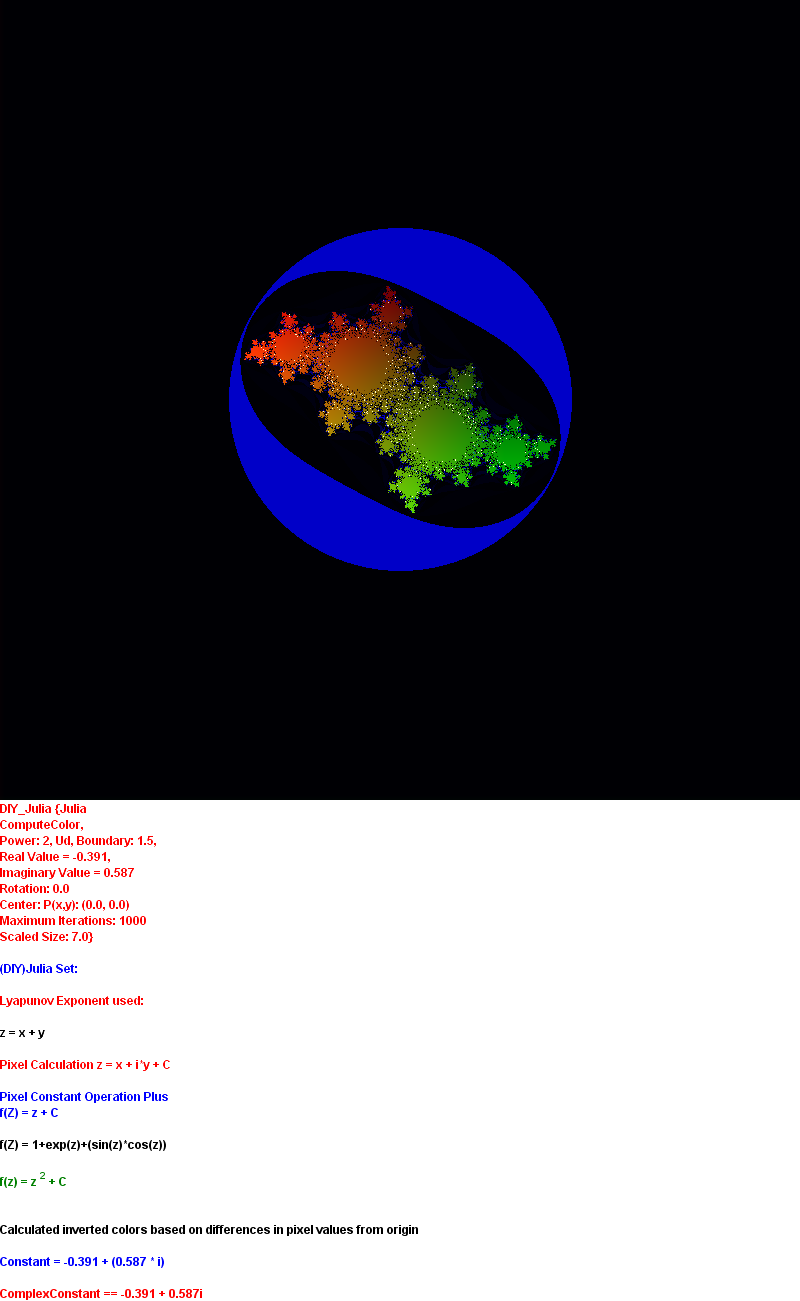 DIY_Julia {Julia
ComputeColor,
Power: 2, Ud, Boundary: 1.5,
Real Value = -0.391,
Imaginary Value = 0.587
Rotation: 0.0
Center: P(x,y): (0.0, 0.0)
Maximum Iterations: 1000
Scaled Size: 7.0}
(DIY)Julia Set:
Lyapunov Exponent used:
z = x + y
Pixel Calculation z = x + i*y + C
Pixel Constant Operation Plus
f(Z) = z + C
f(Z) = 1+exp(z)+(sin(z)*cos(z))
f(z) = z 2 + C
Calculated inverted colors based on differences in pixel values from origin
Constant = -0.391 + (0.587 * i)
ComplexConstant == -0.391 + 0.587i